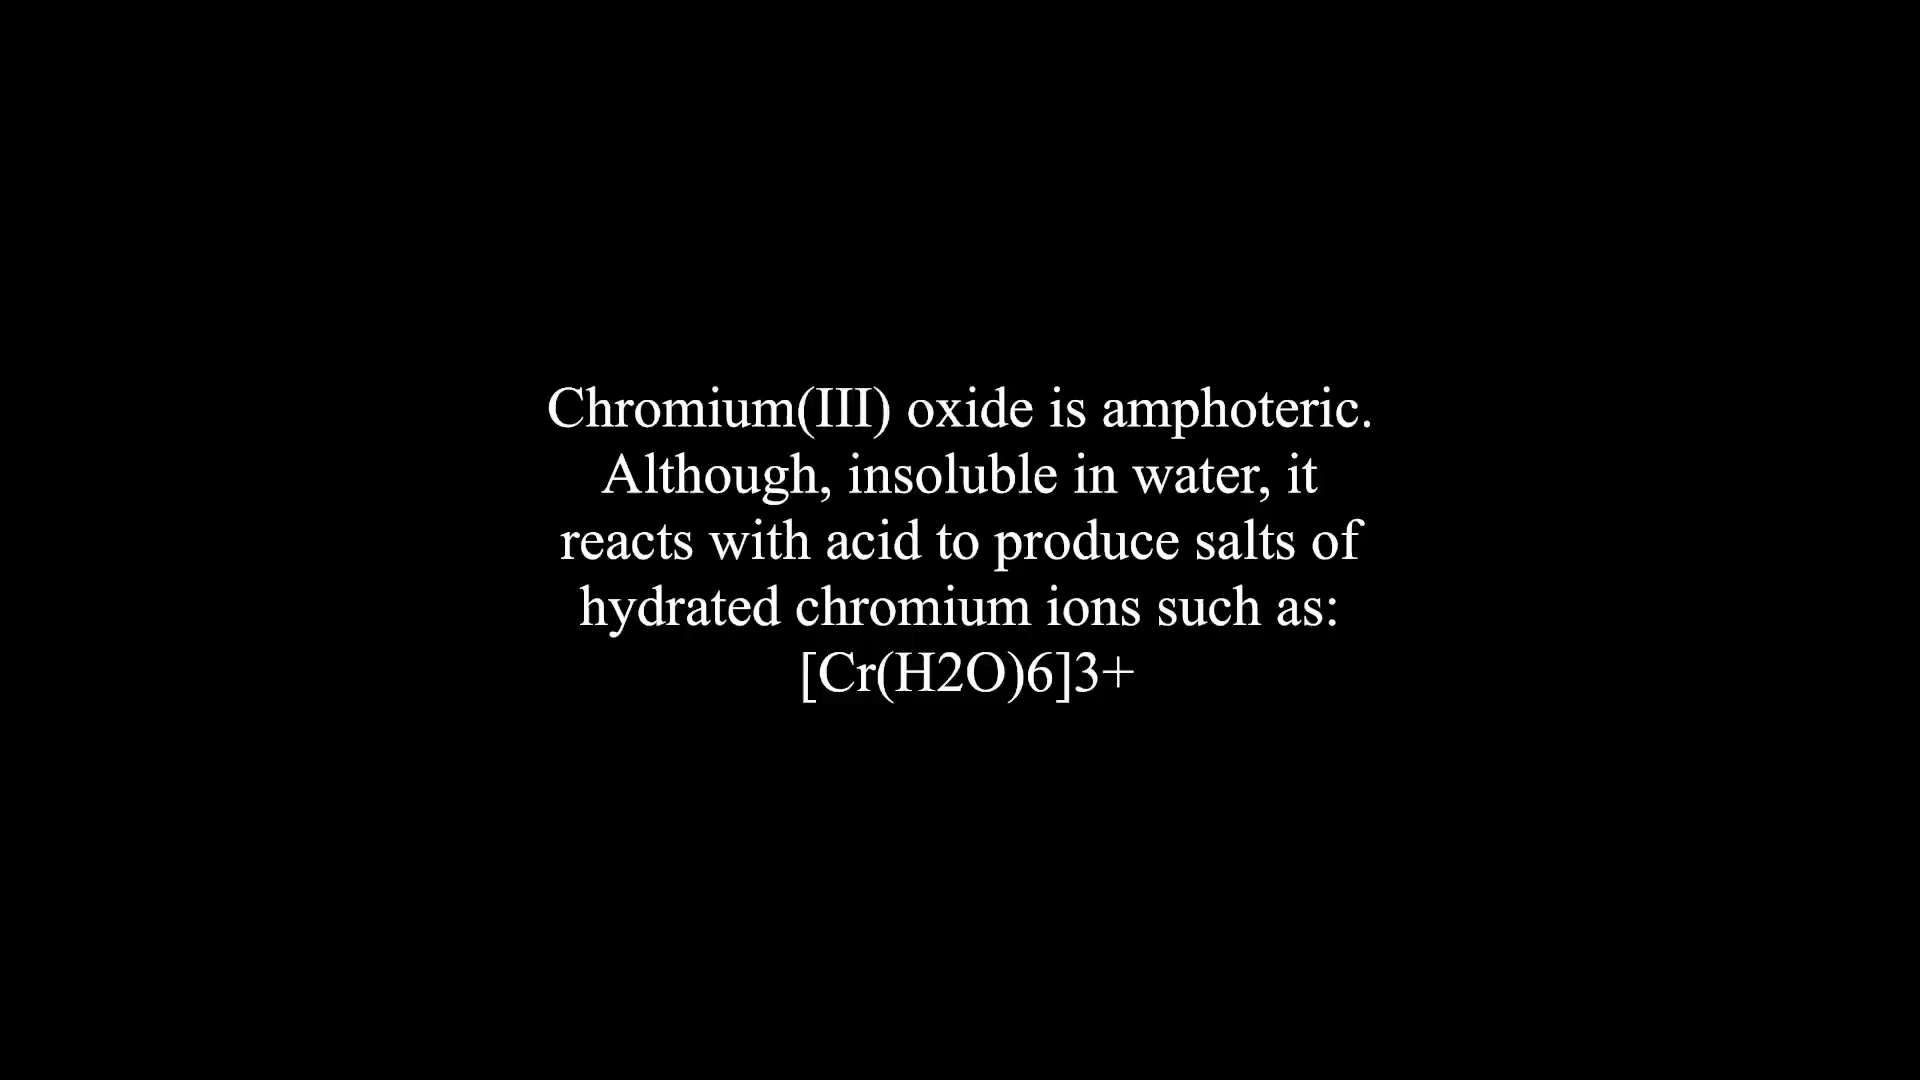 Chromium(III) oxide is amphoteric.
Although, insoluble in water, it
reacts with acid to produce salts of
hydrated chromium ions such as:
[Cr(H2O)6]3+